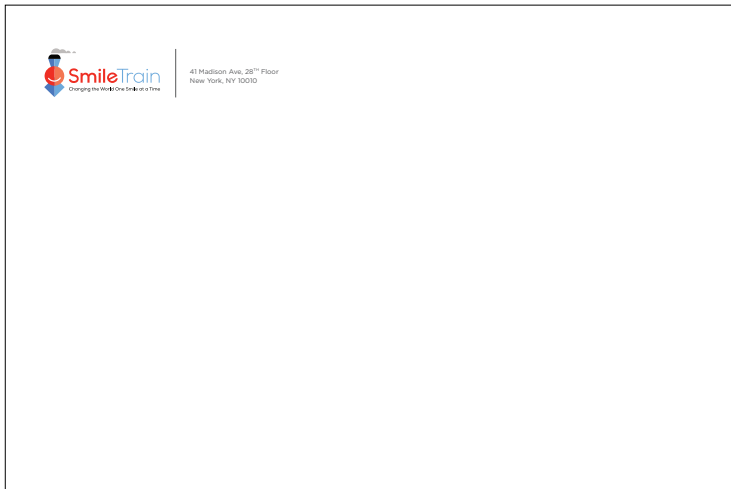 SmileTrain
Changing the World One Smile at a Time
41 Madison Ave, 28TH Floor
New York, NY 10010